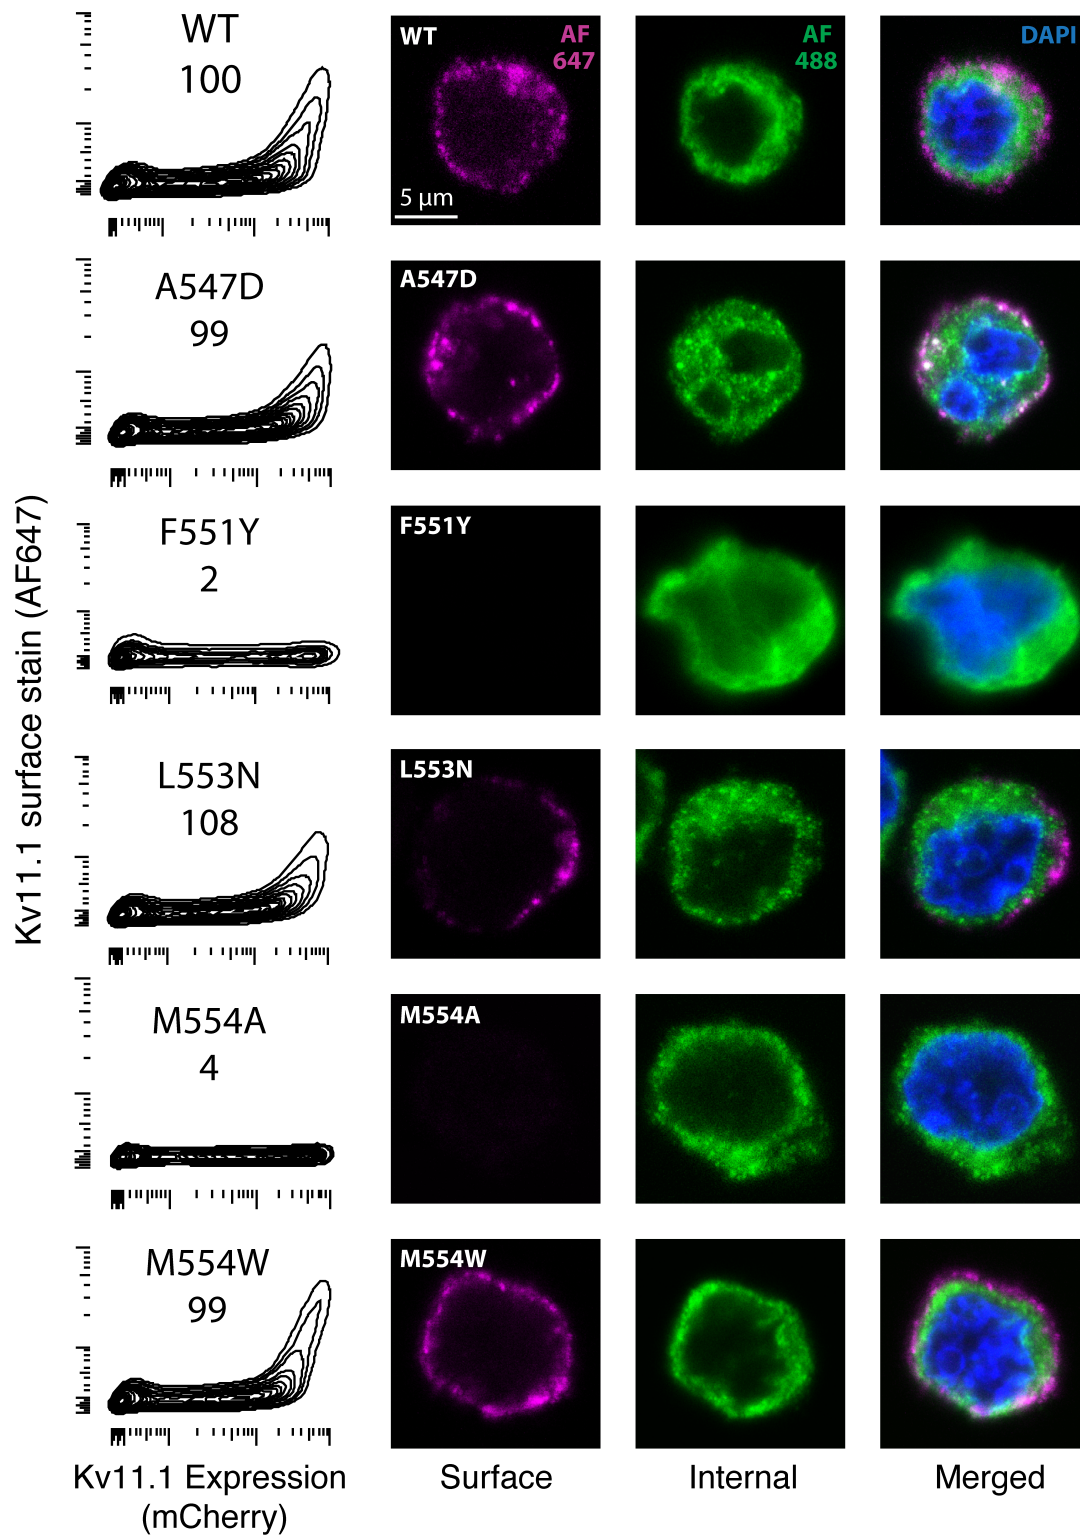 Kv11.1 surface stain (AF647)
WT
100
WT
AF
647
AF
488
DAPI
5 µm
A547D
99
A547D
F551Y
2
F551Y
L553N
108
L553N
M554A
4
M554A
M554W
99
M554W
Kv11.1 Expression
(mCherry)
Surface
Internal
Merged